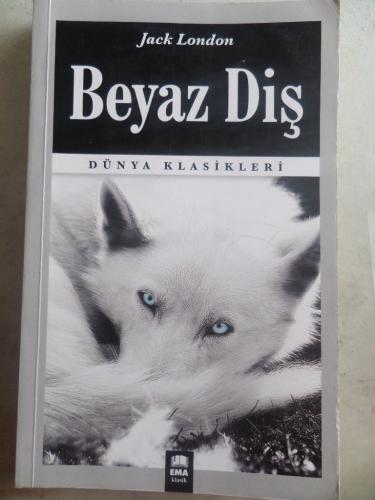 Jack London
Beyaz Diş
DÜNYA KLASİKLERİ
EMA
klasik